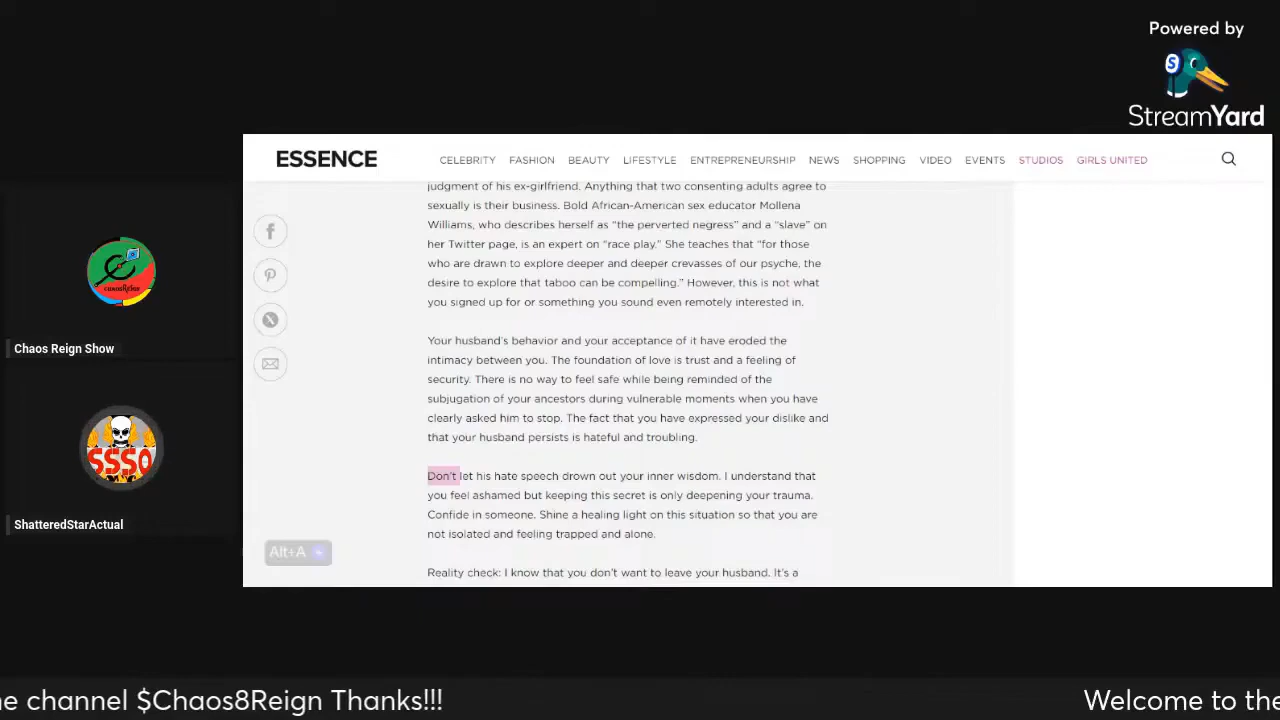 Powered by
StreamYard
ESSENCE
CELEBRITY FASHION BEAUTY LIFESTYLE ENTREPRENEURSHIP NEWS SHOPPING VIDEO EVENTS STUDIOS GIRLS UNITED
judgment of his ex-girlfriend. Anything that two consenting adults agree to
sexually is their business. Bold African-American sex educator Mollena
Williams, who describes herself as “the perverted negress” and a “slave” on
her Twitter page, is an expert on “race play.” She teaches that “for those
who are drawn to explore deeper and deeper crevasses of our psyche, the
desire to explore that taboo can be compelling.” However, this is not what
you signed up for or something you sound even remotely interested in.
Your husband’s behavior and your acceptance of it have eroded the
intimacy between you. The foundation of love is trust and a feeling of
security. There is no way to feel safe while being reminded of the
subjugation of your ancestors during vulnerable moments when you have
clearly asked him to stop. The fact that you have expressed your dislike and
that your husband persists is hateful and troubling.
Don’t let his hate speech drown out your inner wisdom. I understand that
you feel ashamed but keeping this secret is only deepening your trauma.
Confide in someone. Shine a healing light on this situation so that you are
not isolated and feeling trapped and alone.
Reality check: I know that you don’t want to leave your husband. It’s a
Alt+A
Chaos Reign Show
SSSO
ShatteredStarActual
ne channel $Chaos8Reign Thanks!!!
Welcome to the